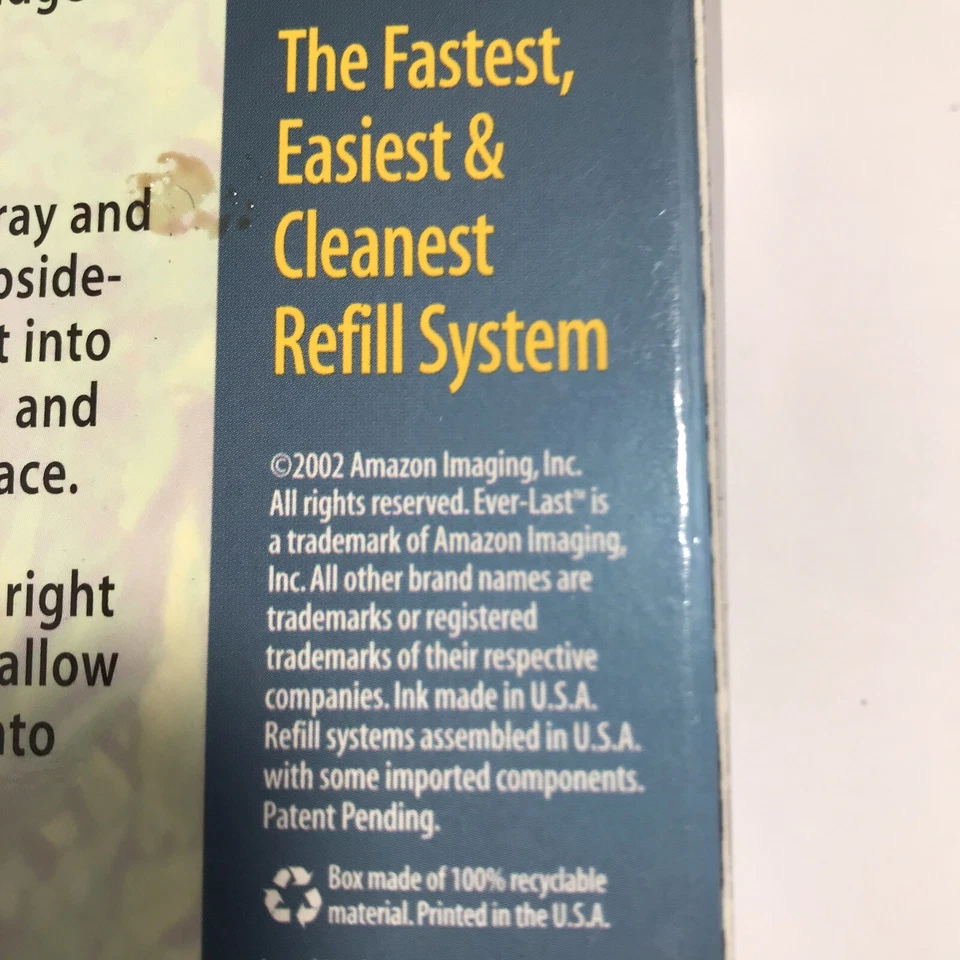 ray and
into
and
right
allow
The Fastest,
Easiest &
Cleanest
Refill System
©2002 Amazon Imaging, Inc.
All rights reserved. Ever-Last™ is
a trademark of Amazon Imaging,
Inc. All other brand names are
trademarks or registered
trademarks of their respective
companies. Ink made in U.S.A.
Refill systems assembled in U.S.A.
with some imported components.
Patent Pending.
Box made of 100% recyclable
material. Printed in the U.S.A.